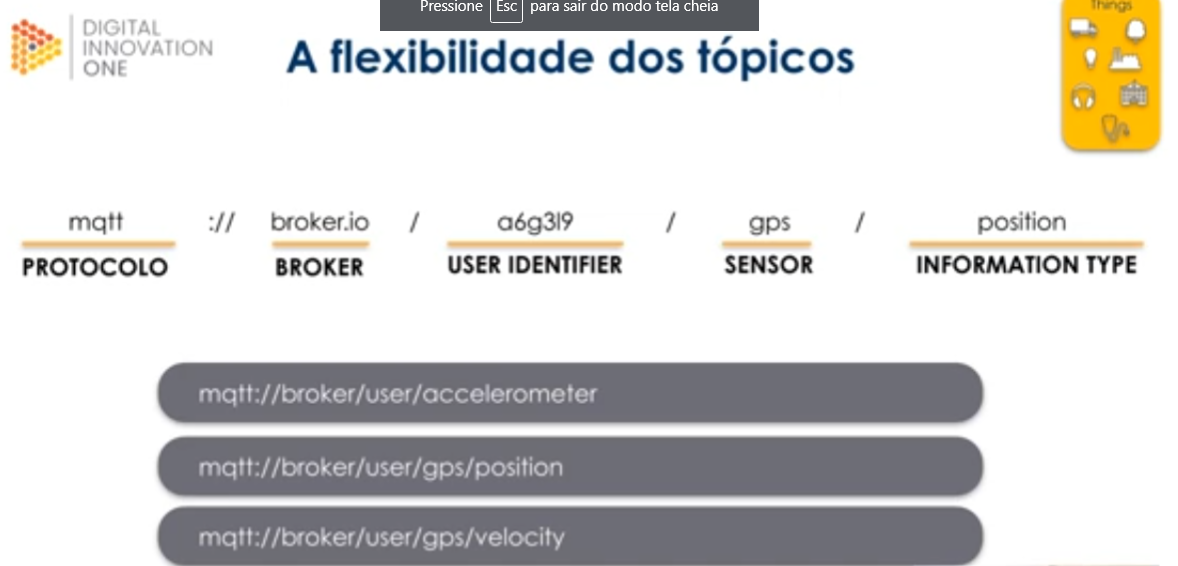 Pressione Esc para sair do modo tela cheia
DIGITAL
INNOVATION
ONE
A flexibilidade dos tópicos
Things
mqtt :// broker.io / a6g3l9 / gps / position
PROTOCOLO BROKER USER IDENTIFIER SENSOR INFORMATION TYPE
mqtt://broker/user/accelerometer
mqtt://broker/user/gps/position
mqtt://broker/user/gps/velocity